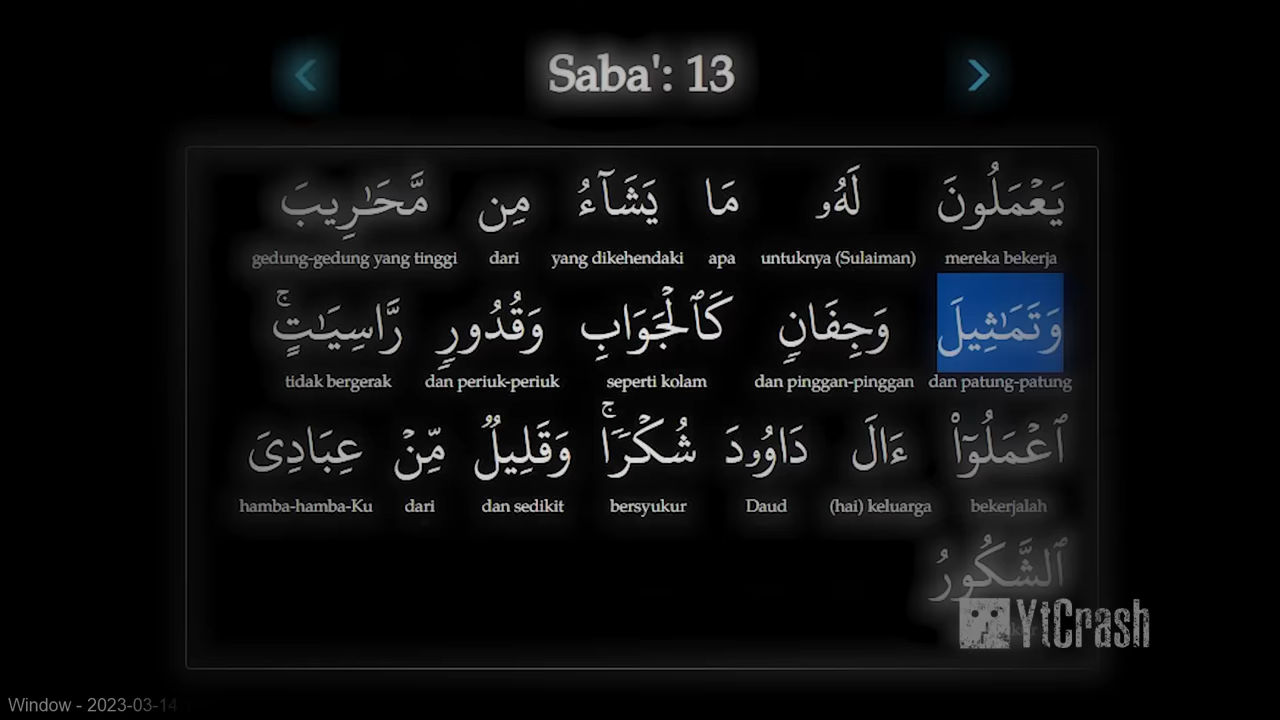 Saba': 13
يَعْمَلُونَ لَهُۥ مَا يَشَآءُ مِن مَّحَٰرِيبَ
mereka bekerja untuknya (Sulaiman) apa yang dikehendaki dari gedung-gedung yang tinggi
وَتَمَٰثِيلَ وَجِفَانٍ كَٱلْجَوَابِ وَقُدُورٍ رَّاسِيَٰتٍ ۚ
dan patung-patung dan pinggan-pinggan seperti kolam dan periuk-periuk tidak bergerak
ٱعْمَلُوٓا۟ ءَالَ دَاوُۥدَ شُكْرًا ۚ وَقَلِيلٌ مِّنْ عِبَادِىَ
bekerjalah (hai) keluarga Daud bersyukur dan sedikit dari hamba-hamba-Ku
ٱلشَّكُورُ
YtCrash
Window - 2023-03-14